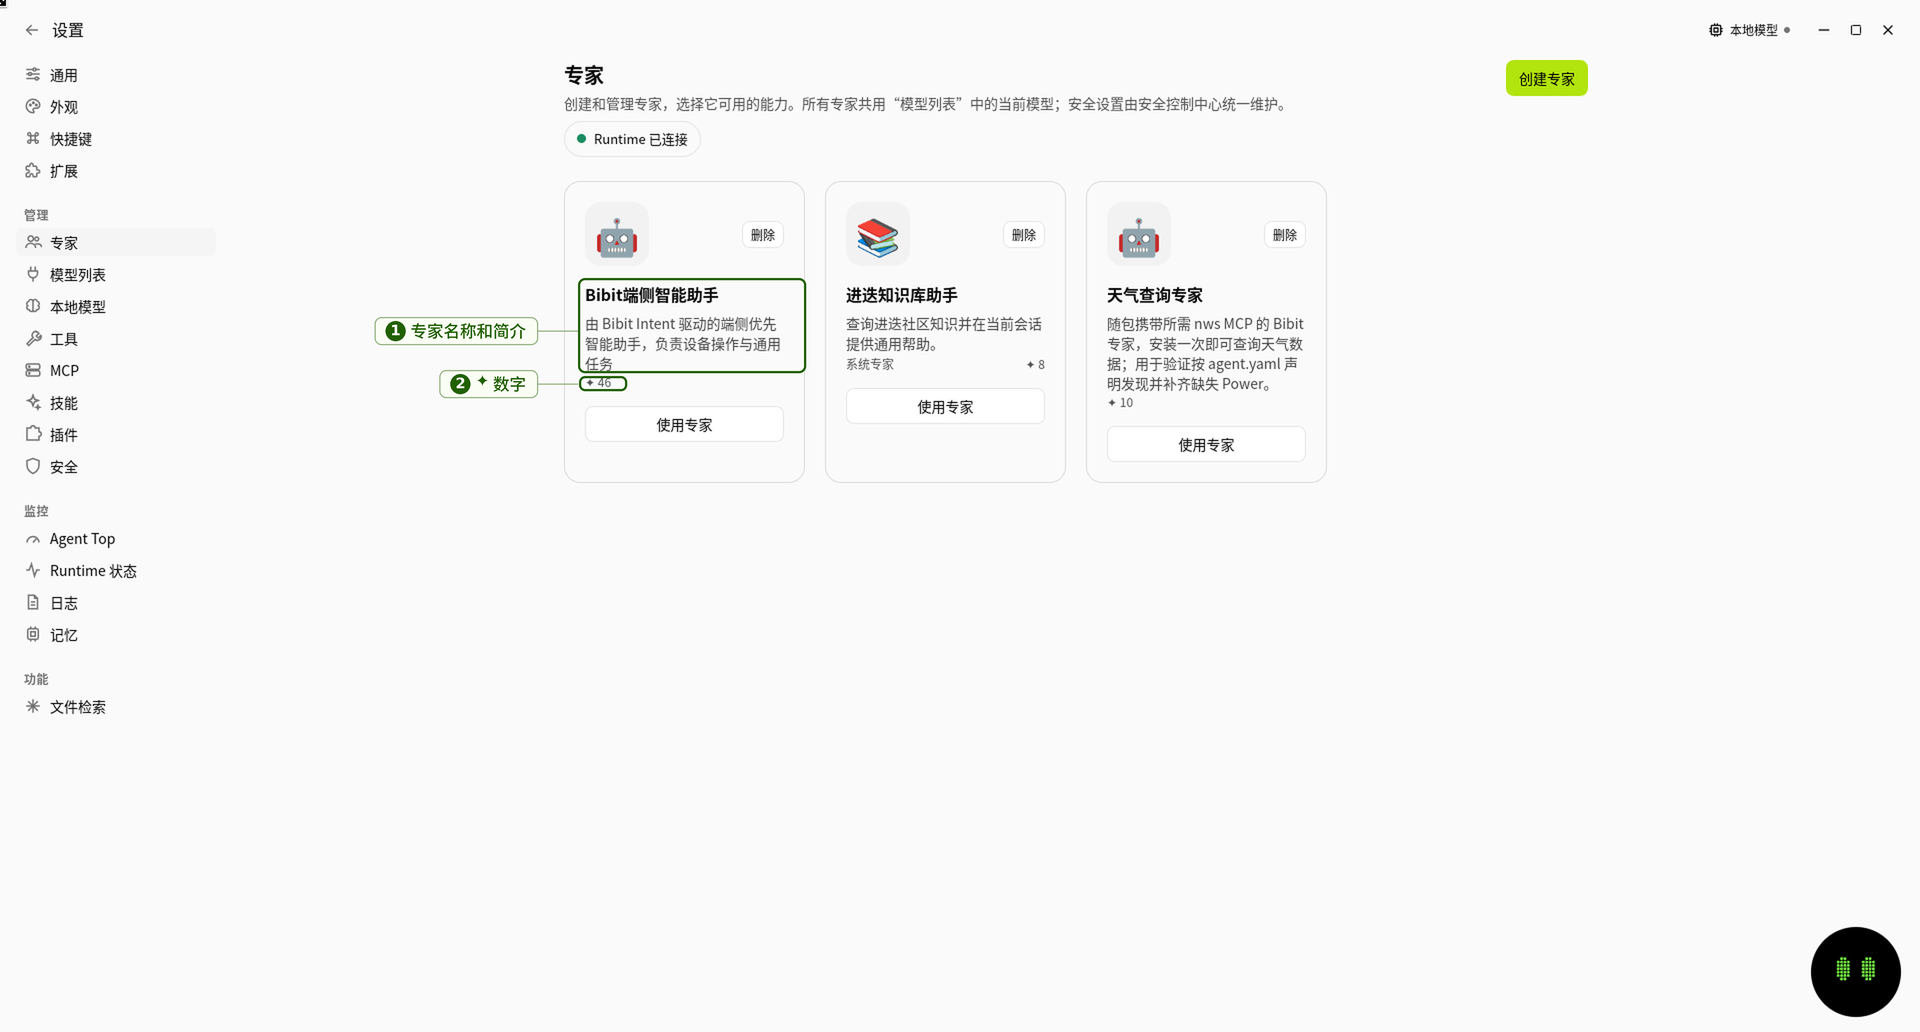 设置
本地模型
通用
外观
快捷键
扩展
管理
专家
模型列表
本地模型
工具
MCP
技能
插件
安全
监控
Agent Top
Runtime 状态
日志
记忆
功能
文件检索
专家
创建专家
创建和管理专家，选择它可用的能力。所有专家共用“模型列表”中的当前模型；安全设置由安全控制中心统一维护。
Runtime 已连接
删除
Bibit端侧智能助手
由 Bibit Intent 驱动的端侧优先
智能助手，负责设备操作与通用
任务
✦ 46
使用专家
1 专家名称和简介
2 ✦ 数字
删除
进迭知识库助手
查询进迭社区知识并在当前会话
提供通用帮助。
系统专家 ✦ 8
使用专家
删除
天气查询专家
随包携带所需 nws MCP 的 Bibit
专家，安装一次即可查询天气数
据；用于验证按 agent.yaml 声
明发现并补齐缺失 Power。
✦ 10
使用专家